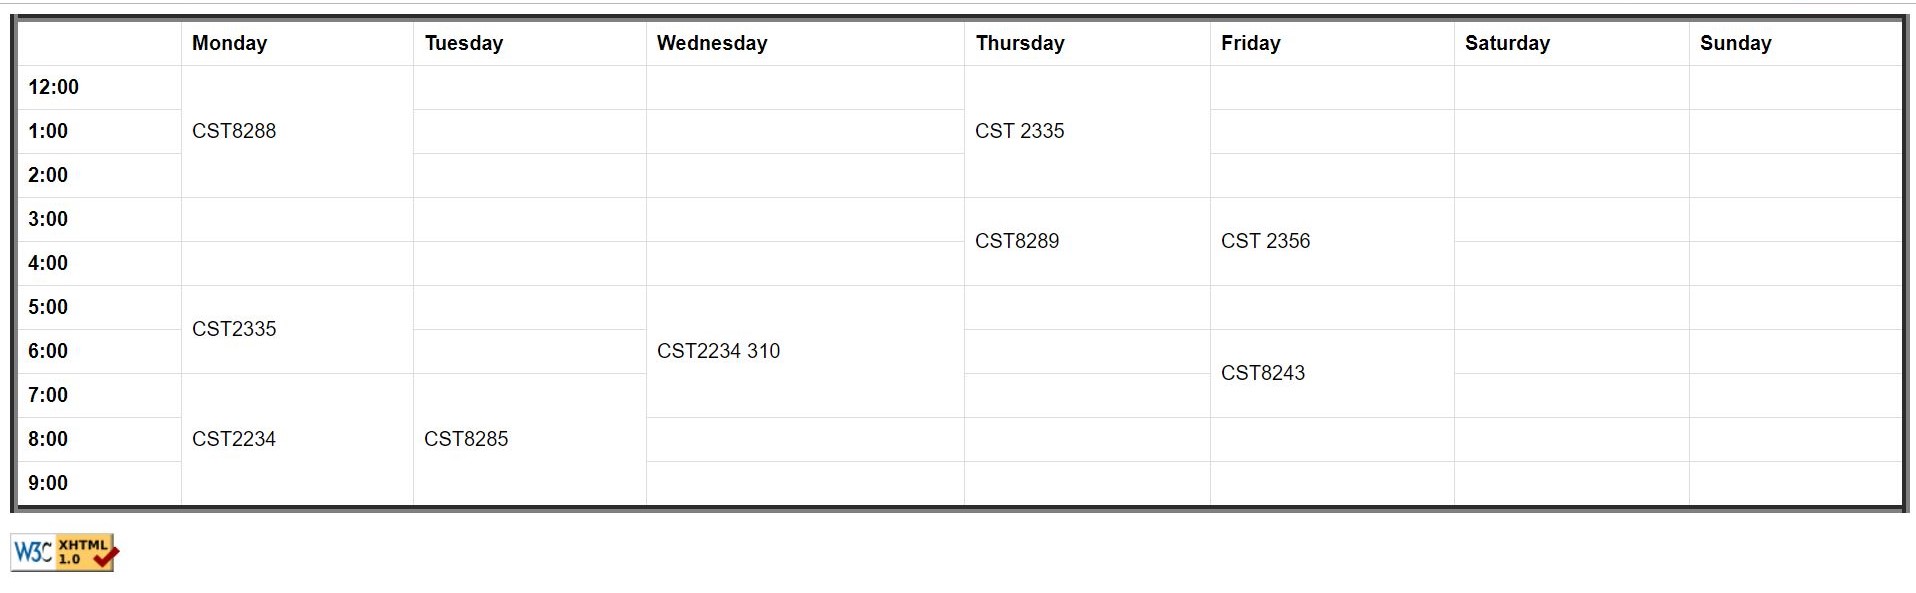 Monday Tuesday Wednesday Thursday Friday Saturday Sunday
12:00
1:00 CST8288 CST 2335
2:00
3:00
CST8289 CST 2356
4:00
5:00
CST2335
6:00 CST2234 310
CST8243
7:00
8:00 CST2234 CST8285
9:00
W3C XHTML
1.0